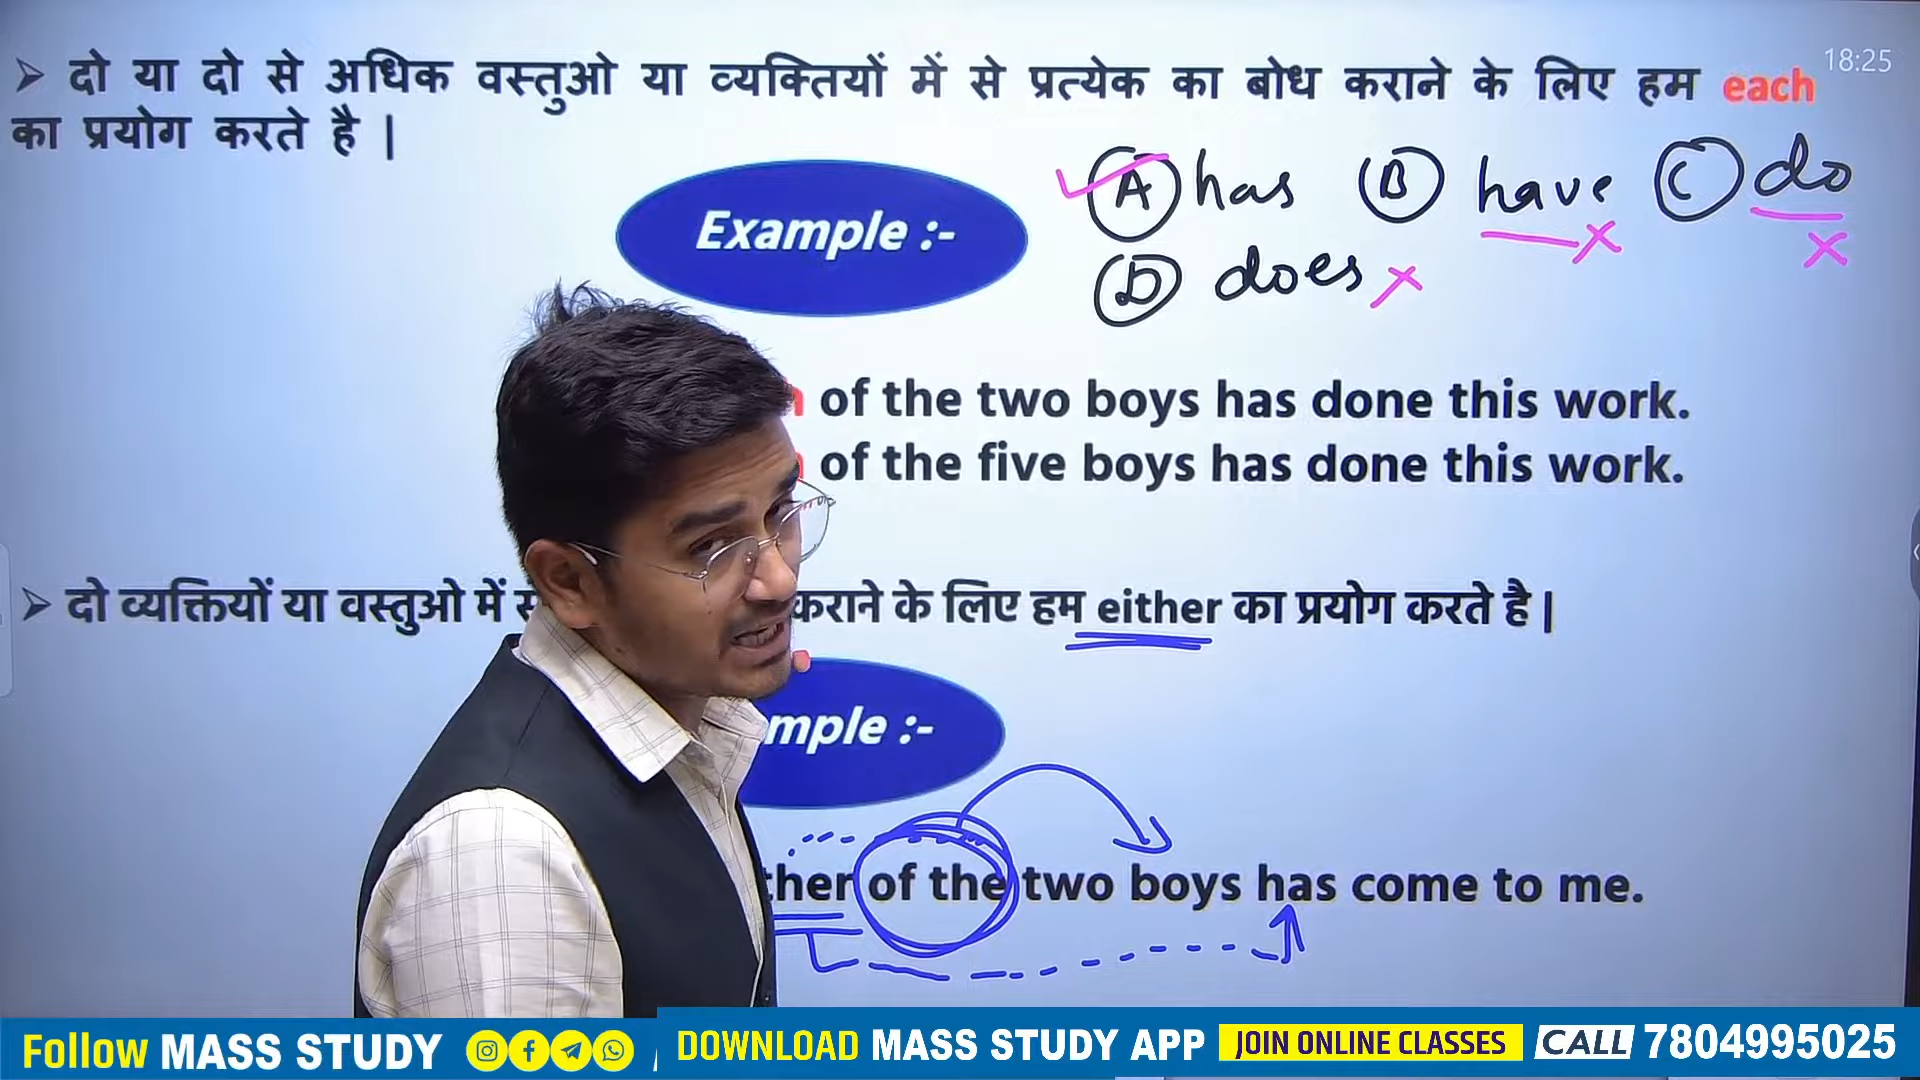 ➤ दो या दो से अधिक वस्तुओ या व्यक्तियों में से प्रत्येक का बोध कराने के लिए हम each
18:25
का प्रयोग करते है |
Example :-
A has B have C do
D does
of the two boys has done this work.
of the five boys has done this work.
➤ दो व्यक्तियों या वस्तुओ में कराने के लिए हम either का प्रयोग करते है |
mple :-
ther of the two boys has come to me.
Follow MASS STUDY
DOWNLOAD MASS STUDY APP JOIN ONLINE CLASSES CALL 7804995025